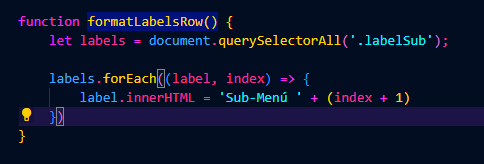 function formatLabelsRow() {
    let labels = document.querySelectorAll('.labelSub');

    labels.forEach((label, index) => {
        label.innerHTML = 'Sub-Menú ' + (index + 1)
    })
}